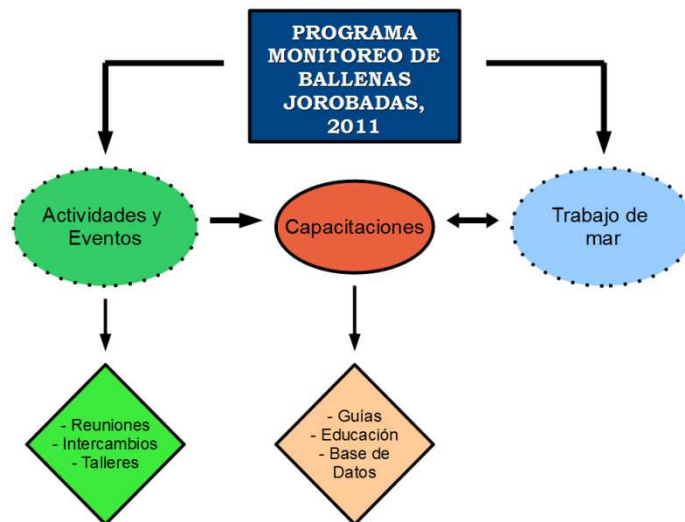 PROGRAMA
MONITOREO DE
BALLENAS
JOROBADAS,
2011
Actividades y
Eventos
Capacitaciones
Trabajo de
mar
- Reuniones
- Intercambios
- Talleres
- Guías
- Educación
- Base de
Datos